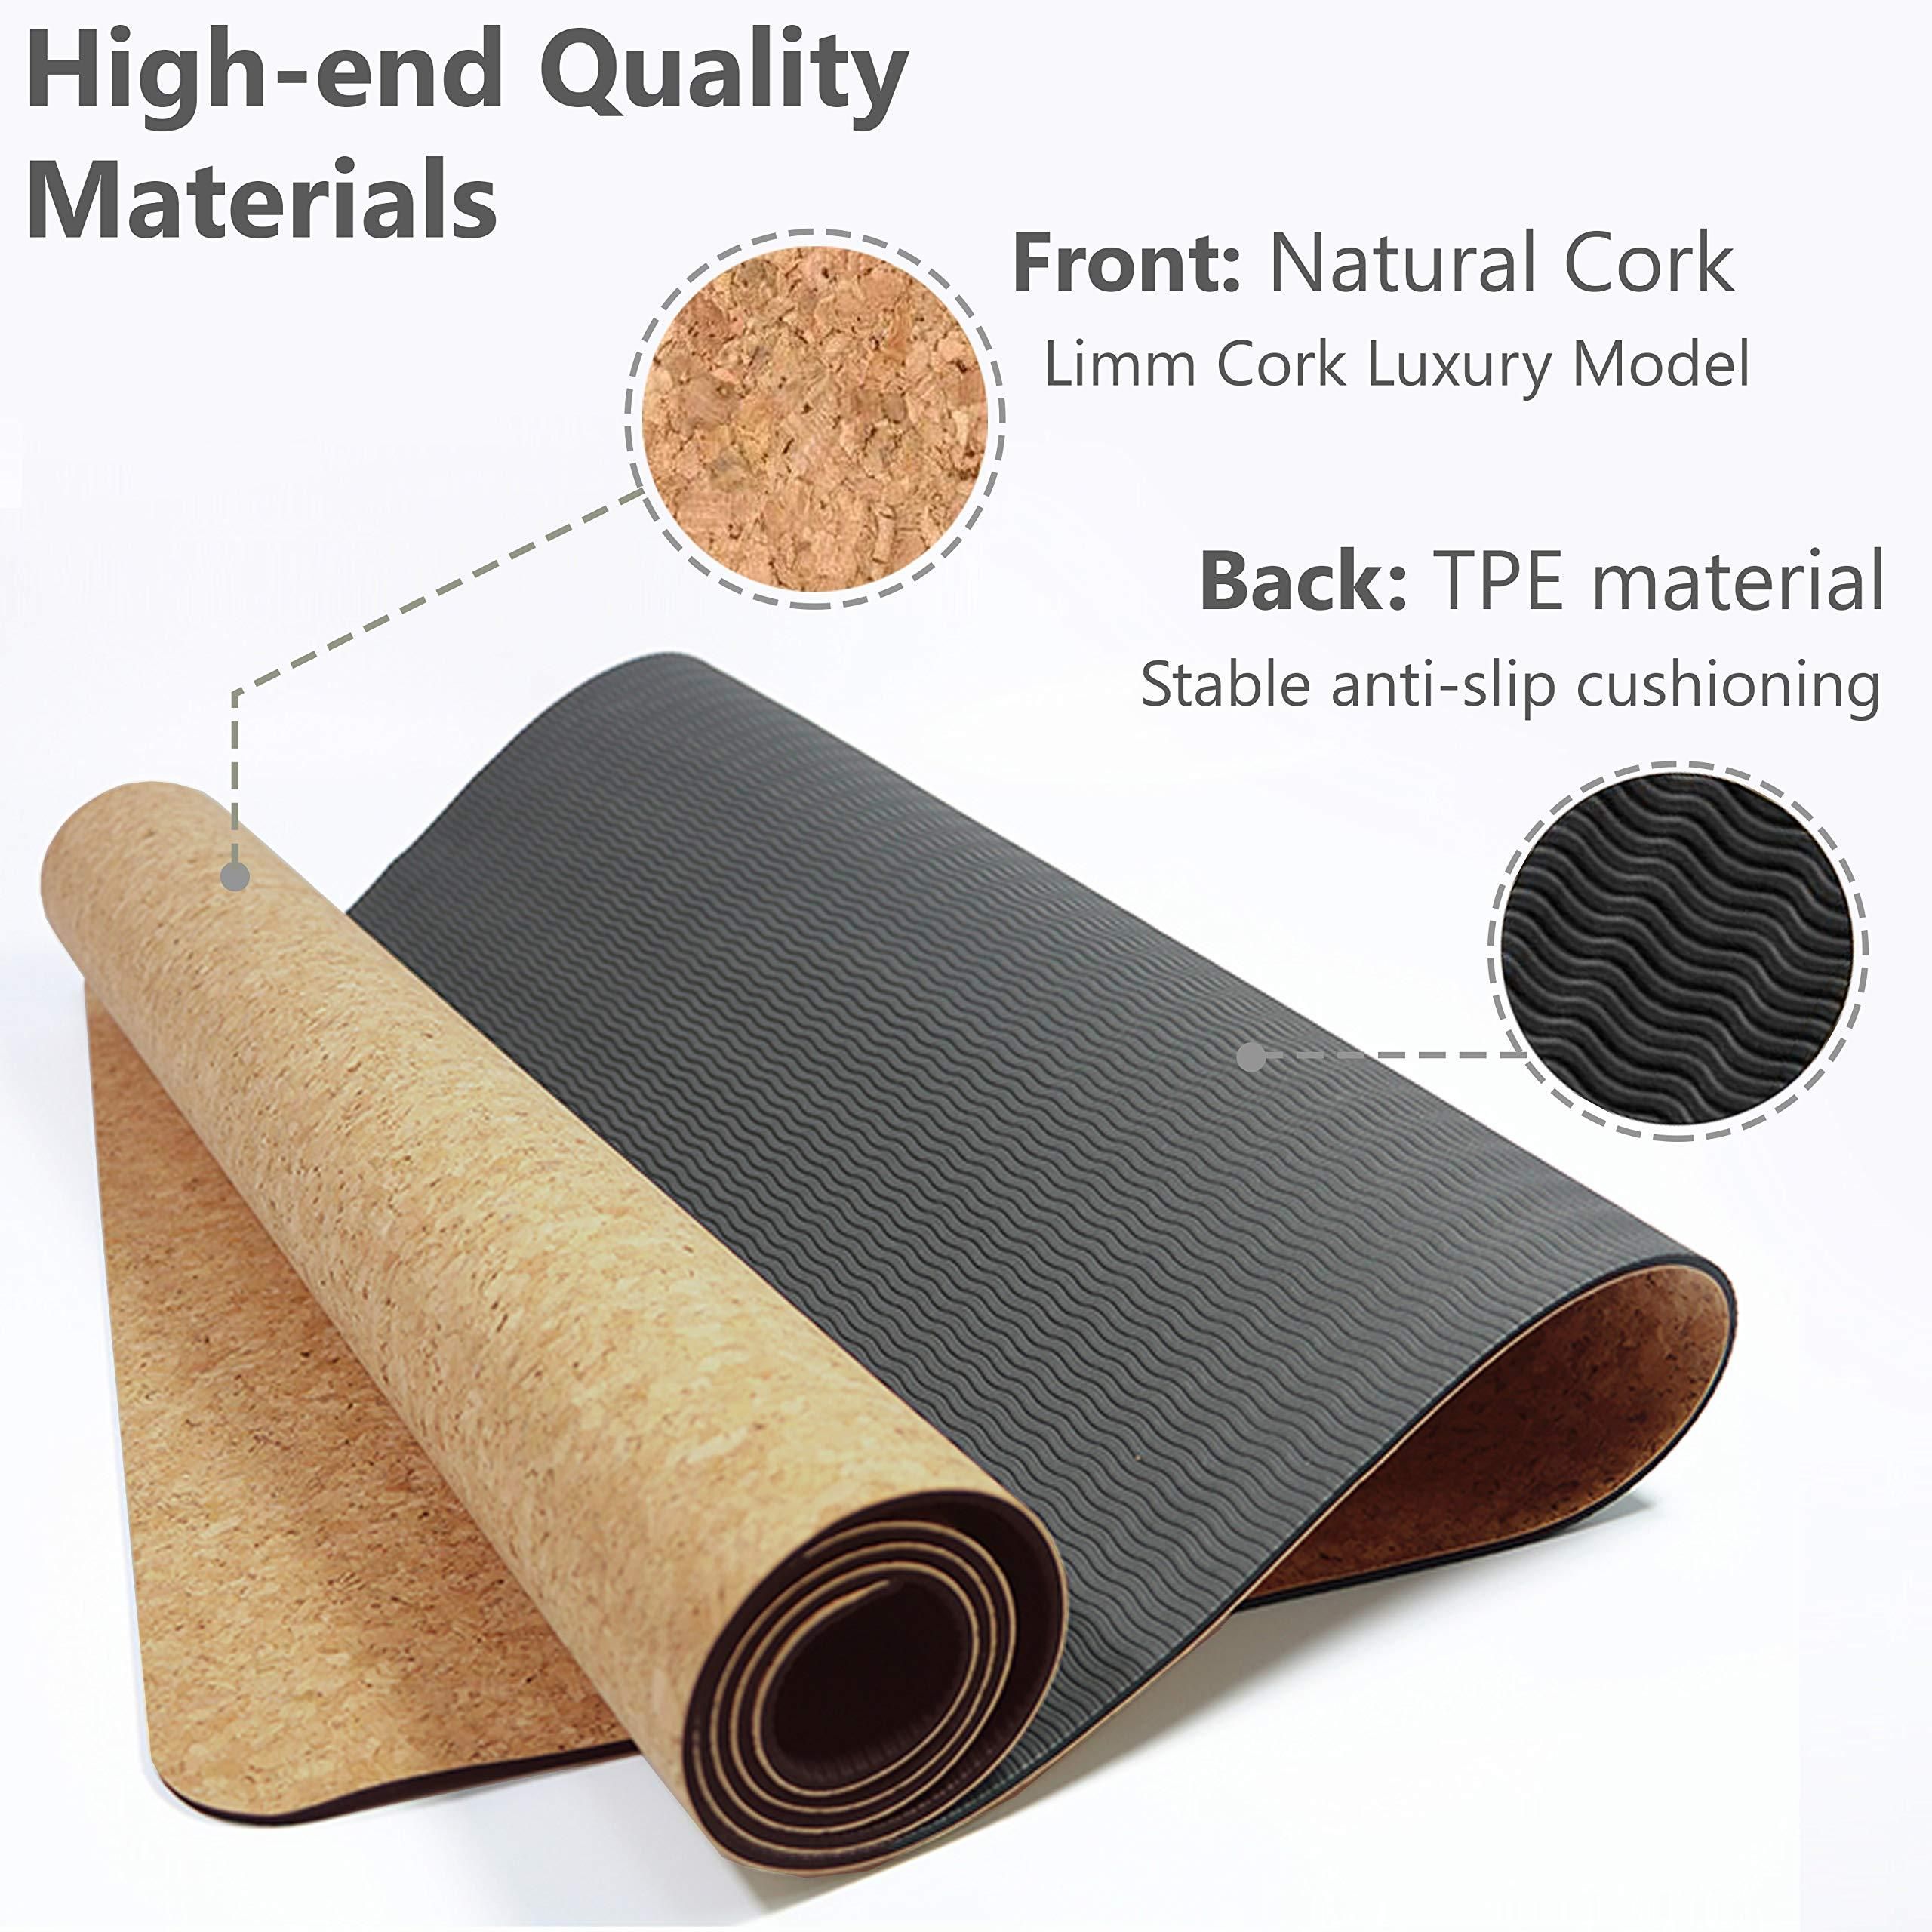 High-end Quality
Materials
Front: Natural Cork
Limm Cork Luxury Model
Back: TPE material
Stable anti-slip cushioning